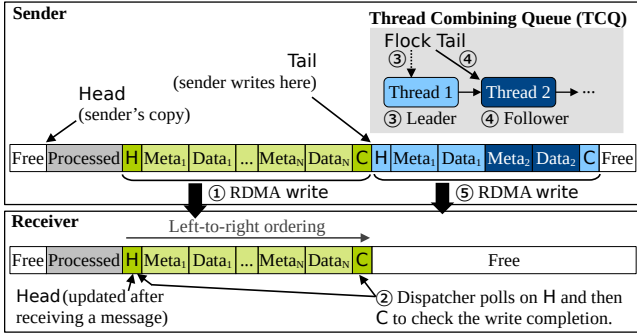 Sender
Thread Combining Queue (TCQ)
Flock Tail
③ ④
Thread 1 Thread 2 ...
③ Leader ④ Follower
Tail
(sender writes here)
Head
(sender's copy)
Free Processed H Meta₁ Data₁ ... Metaₙ Dataₙ C H Meta₁ Data₁ Meta₂ Data₂ C Free
① RDMA write ⑤ RDMA write
Receiver
Left-to-right ordering
Free Processed H Meta₁ Data₁ ... Metaₙ Dataₙ C Free
Head (updated after
receiving a message)
② Dispatcher polls on H and then
C to check the write completion.